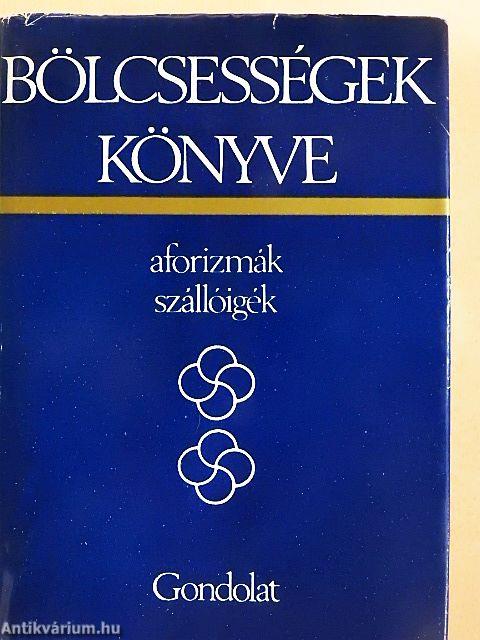 BÖLCSESSÉGEK
KÖNYVE
aforizmák
szállóigék
Gondolat
Antikvárium.hu